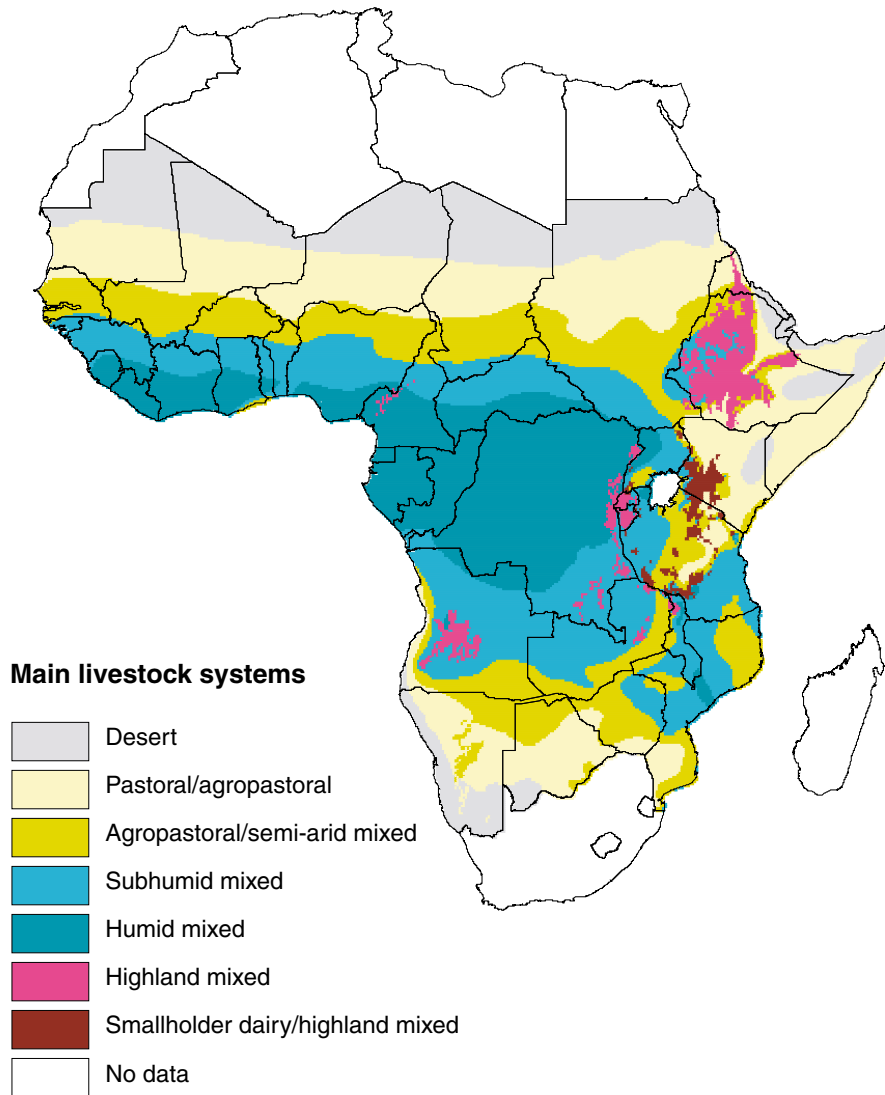 Main livestock systems
Desert
Pastoral/agropastoral
Agropastoral/semi-arid mixed
Subhumid mixed
Humid mixed
Highland mixed
Smallholder dairy/highland mixed
No data